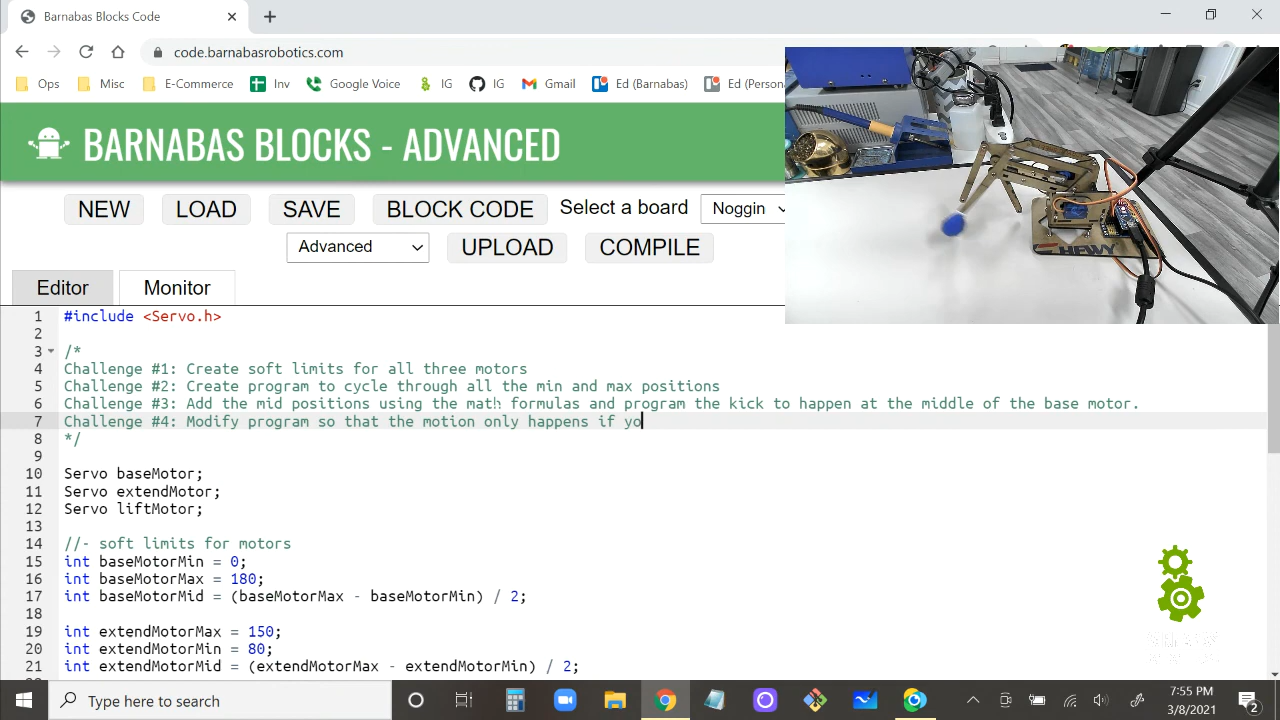 Barnabas Blocks Code
code.barnabasrobotics.com
Ops Misc E-Commerce Inv Google Voice IG IG Gmail Ed (Barnabas) Ed (Person
BARNABAS BLOCKS - ADVANCED
NEW LOAD SAVE BLOCK CODE Select a board Noggin
Advanced UPLOAD COMPILE
Editor Monitor
1 #include <Servo.h>
2
3 /*
4 Challenge #1: Create soft limits for all three motors
5 Challenge #2: Create program to cycle through all the min and max positions
6 Challenge #3: Add the mid positions using the math formulas and program the kick to happen at the middle of the base motor.
7 Challenge #4: Modify program so that the motion only happens if yo
8 */
9
10 Servo baseMotor;
11 Servo extendMotor;
12 Servo liftMotor;
13
14 //- soft limits for motors
15 int baseMotorMin = 0;
16 int baseMotorMax = 180;
17 int baseMotorMid = (baseMotorMax - baseMotorMin) / 2;
18
19 int extendMotorMax = 150;
20 int extendMotorMin = 80;
21 int extendMotorMid = (extendMotorMax - extendMotorMin) / 2;
HEWY
Type here to search
7:55 PM
3/8/2021
2